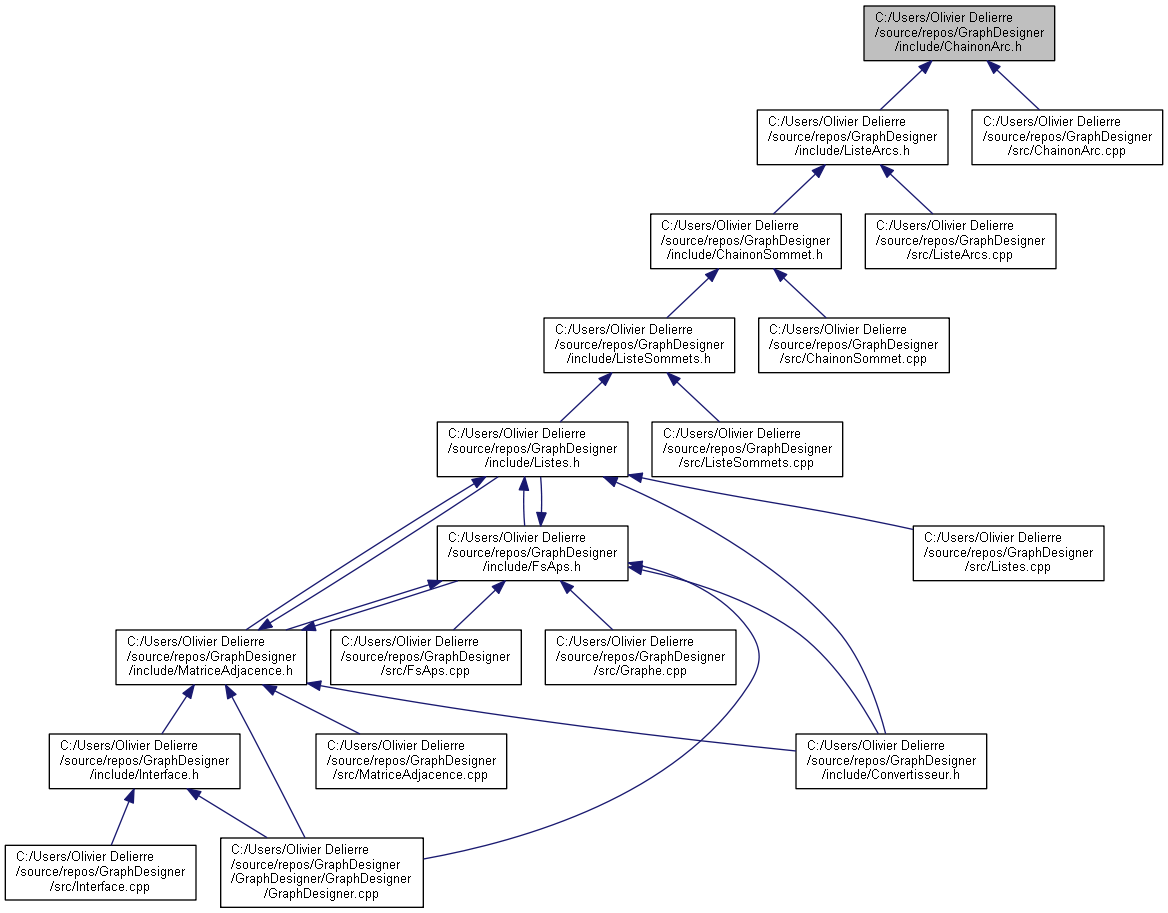 C:/Users/Olivier Delierre
/source/repos/GraphDesigner
/include/ChainonArc.h
C:/Users/Olivier Delierre
/source/repos/GraphDesigner
/include/ListeArcs.h
C:/Users/Olivier Delierre
/source/repos/GraphDesigner
/src/ChainonArc.cpp
C:/Users/Olivier Delierre
/source/repos/GraphDesigner
/include/ChainonSommet.h
C:/Users/Olivier Delierre
/source/repos/GraphDesigner
/src/ListeArcs.cpp
C:/Users/Olivier Delierre
/source/repos/GraphDesigner
/include/ListeSommets.h
C:/Users/Olivier Delierre
/source/repos/GraphDesigner
/src/ChainonSommet.cpp
C:/Users/Olivier Delierre
/source/repos/GraphDesigner
/include/Listes.h
C:/Users/Olivier Delierre
/source/repos/GraphDesigner
/src/ListeSommets.cpp
C:/Users/Olivier Delierre
/source/repos/GraphDesigner
/include/FsAps.h
C:/Users/Olivier Delierre
/source/repos/GraphDesigner
/src/Listes.cpp
C:/Users/Olivier Delierre
/source/repos/GraphDesigner
/include/MatriceAdjacence.h
C:/Users/Olivier Delierre
/source/repos/GraphDesigner
/src/FsAps.cpp
C:/Users/Olivier Delierre
/source/repos/GraphDesigner
/src/Graphe.cpp
C:/Users/Olivier Delierre
/source/repos/GraphDesigner
/include/Interface.h
C:/Users/Olivier Delierre
/source/repos/GraphDesigner
/src/MatriceAdjacence.cpp
C:/Users/Olivier Delierre
/source/repos/GraphDesigner
/include/Convertisseur.h
C:/Users/Olivier Delierre
/source/repos/GraphDesigner
/src/Interface.cpp
C:/Users/Olivier Delierre
/source/repos/GraphDesigner
/GraphDesigner/GraphDesigner
/GraphDesigner.cpp